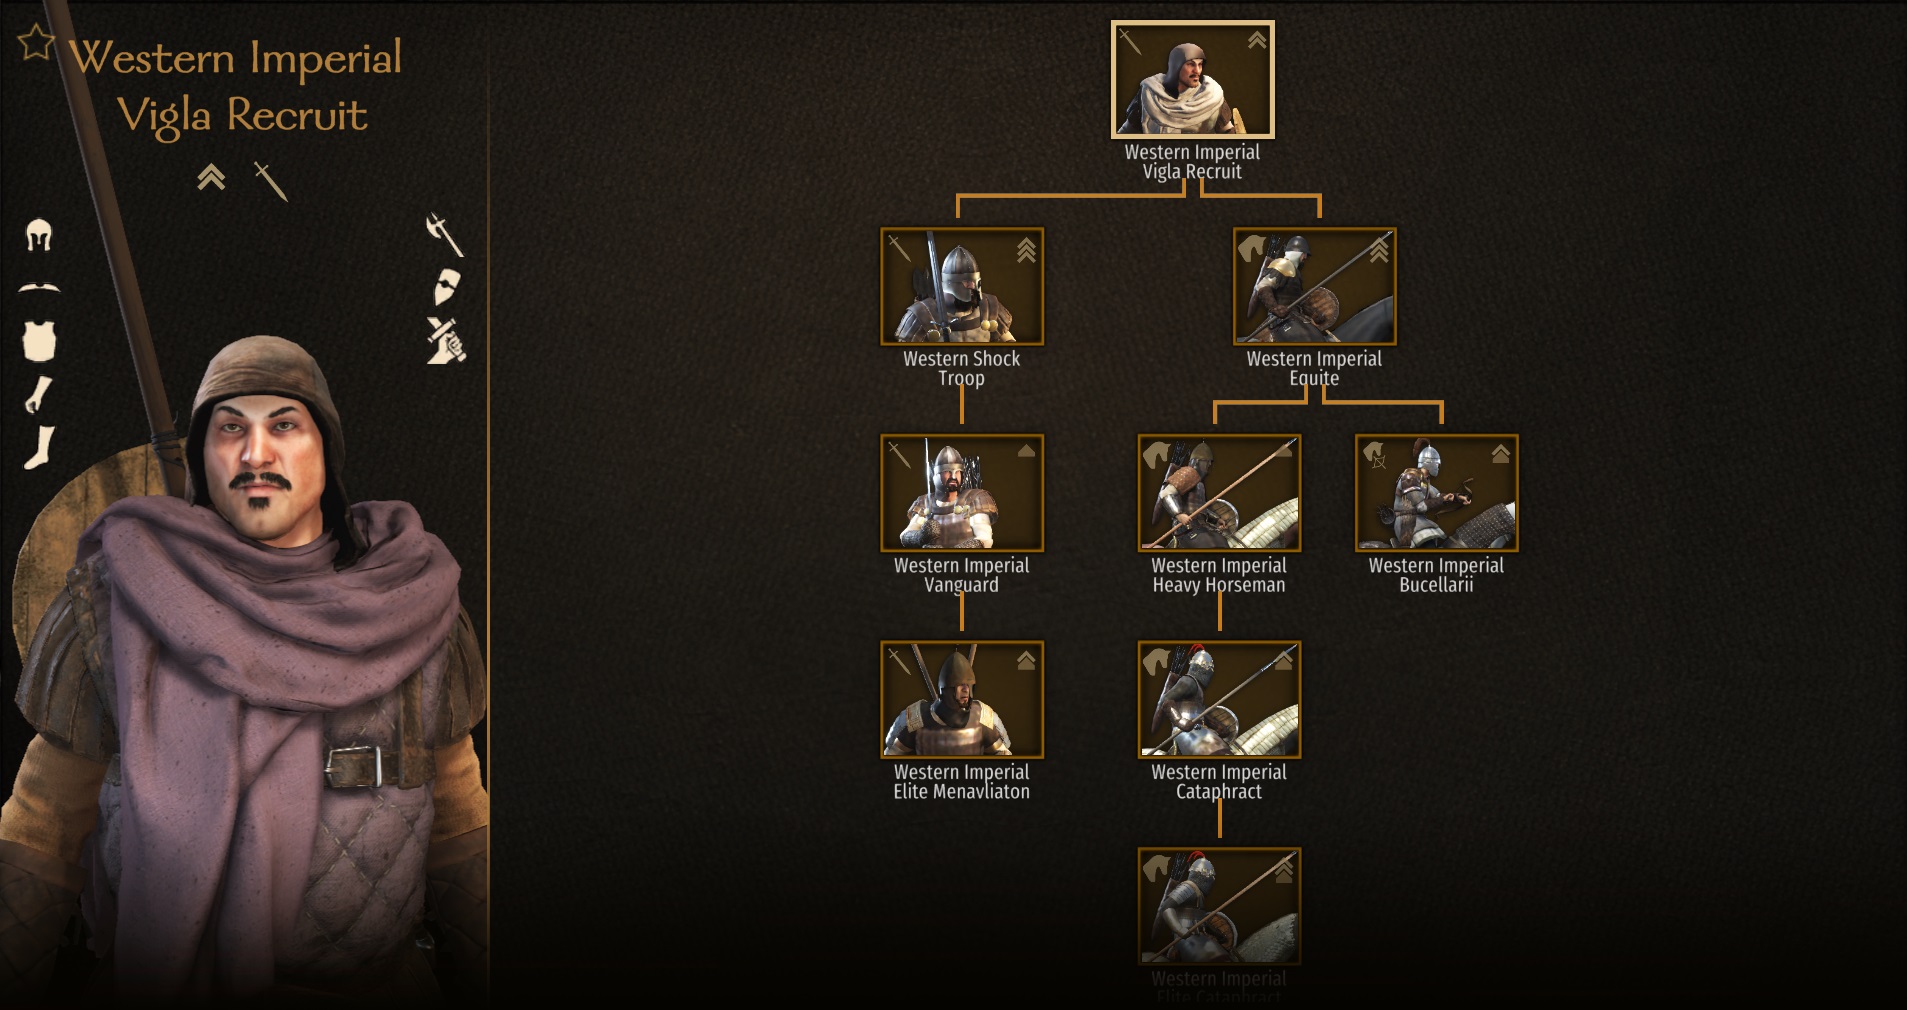 Western Imperial
Vigla Recruit
Western Imperial
Vigla Recruit
Western Shock
Troop
Western Imperial
Equite
Western Imperial
Vanguard
Western Imperial
Heavy Horseman
Western Imperial
Bucellarii
Western Imperial
Elite Menavliaton
Western Imperial
Cataphract
Western Imperial
Elite Cataphract